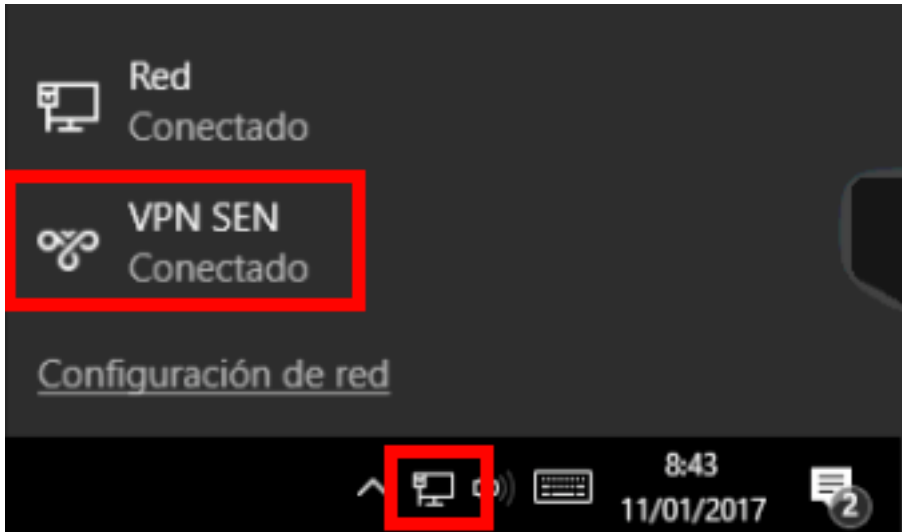 Red
Conectado
VPN SEN
Conectado
Configuración de red
8:43
11/01/2017
2